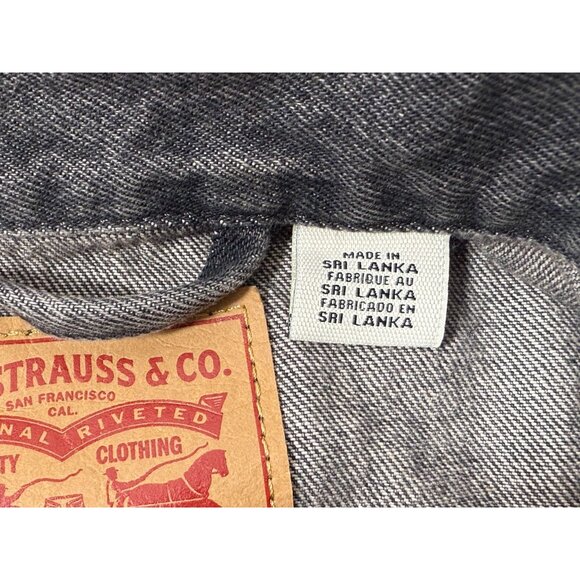 MADE IN
SRI LANKA
FABRIQUE AU
SRI LANKA
FABRICADO EN
SRI LANKA
STRAUSS & CO.
SAN FRANCISCO
CAL.
NAL RIVETED
TY CLOTHING